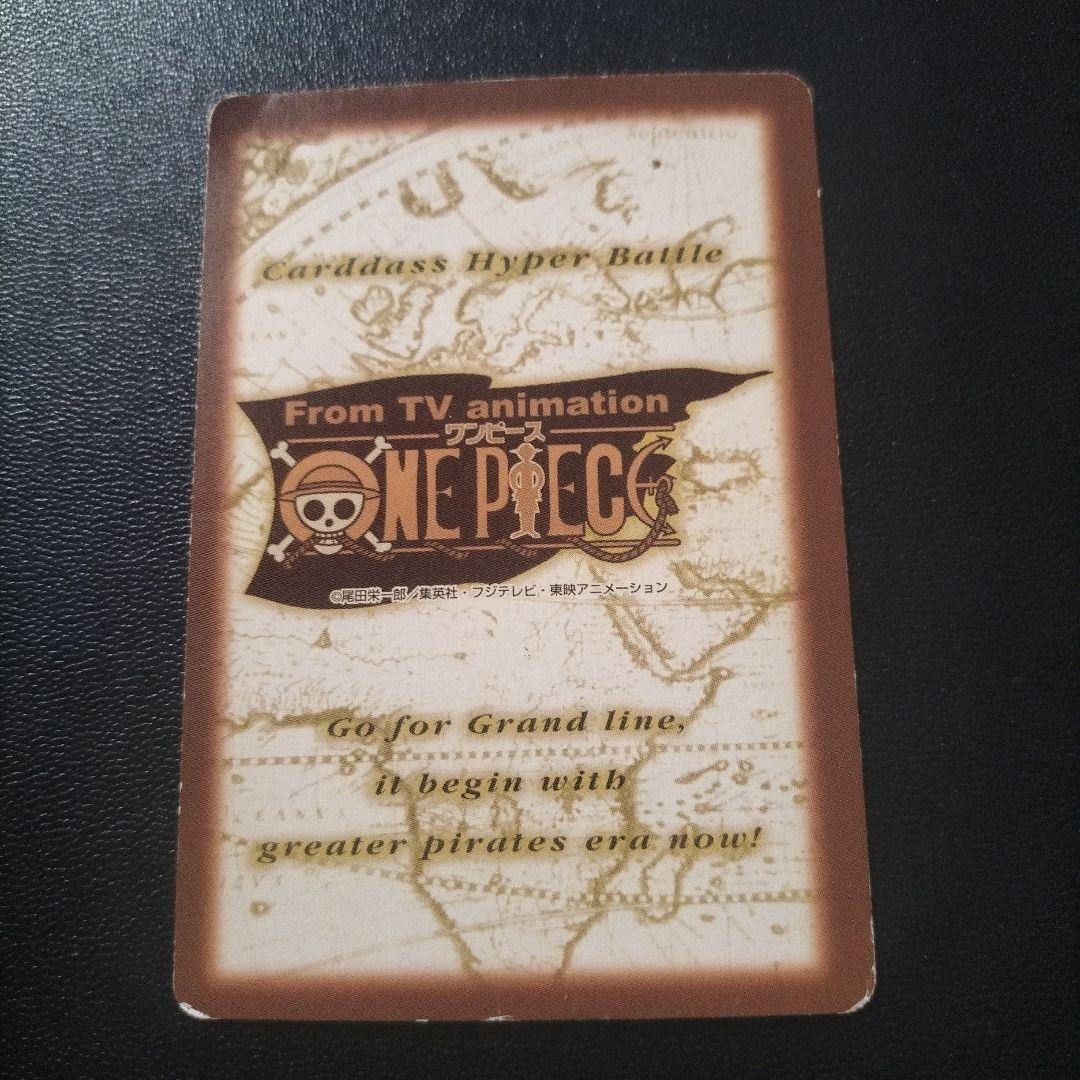 Septentrio
Carddass Hyper Battle
From TV animation
ワンピース
ONE PIECE
©尾田栄一郎/集英社・フジテレビ・東映アニメーション
Go for Grand line,
it begin with
greater pirates era now!